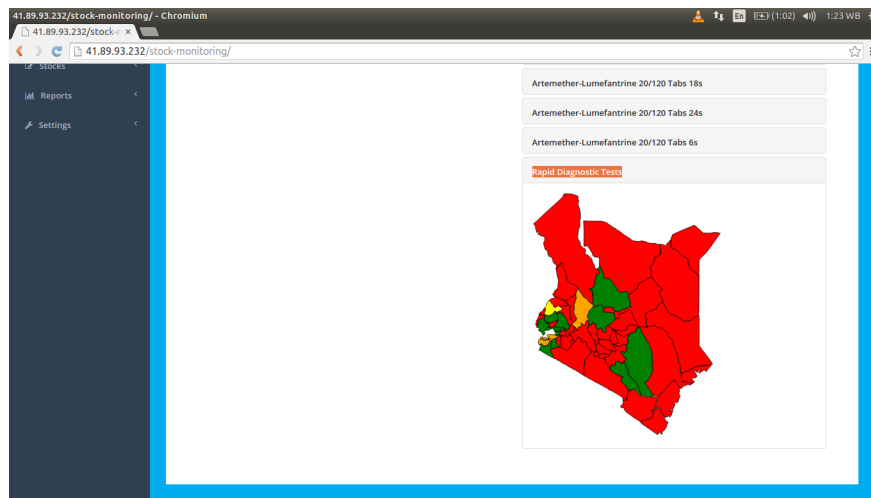 41.89.93.232/stock-monitoring/ - Chromium
En
(1:02)
1:23 WB
41.89.93.232/stock-
41.89.93.232/stock-monitoring/
Stocks
Reports
Settings
Artemether-Lumefantrine 20/120 Tabs 18s
Artemether-Lumefantrine 20/120 Tabs 24s
Artemether-Lumefantrine 20/120 Tabs 6s
Rapid Diagnostic Tests